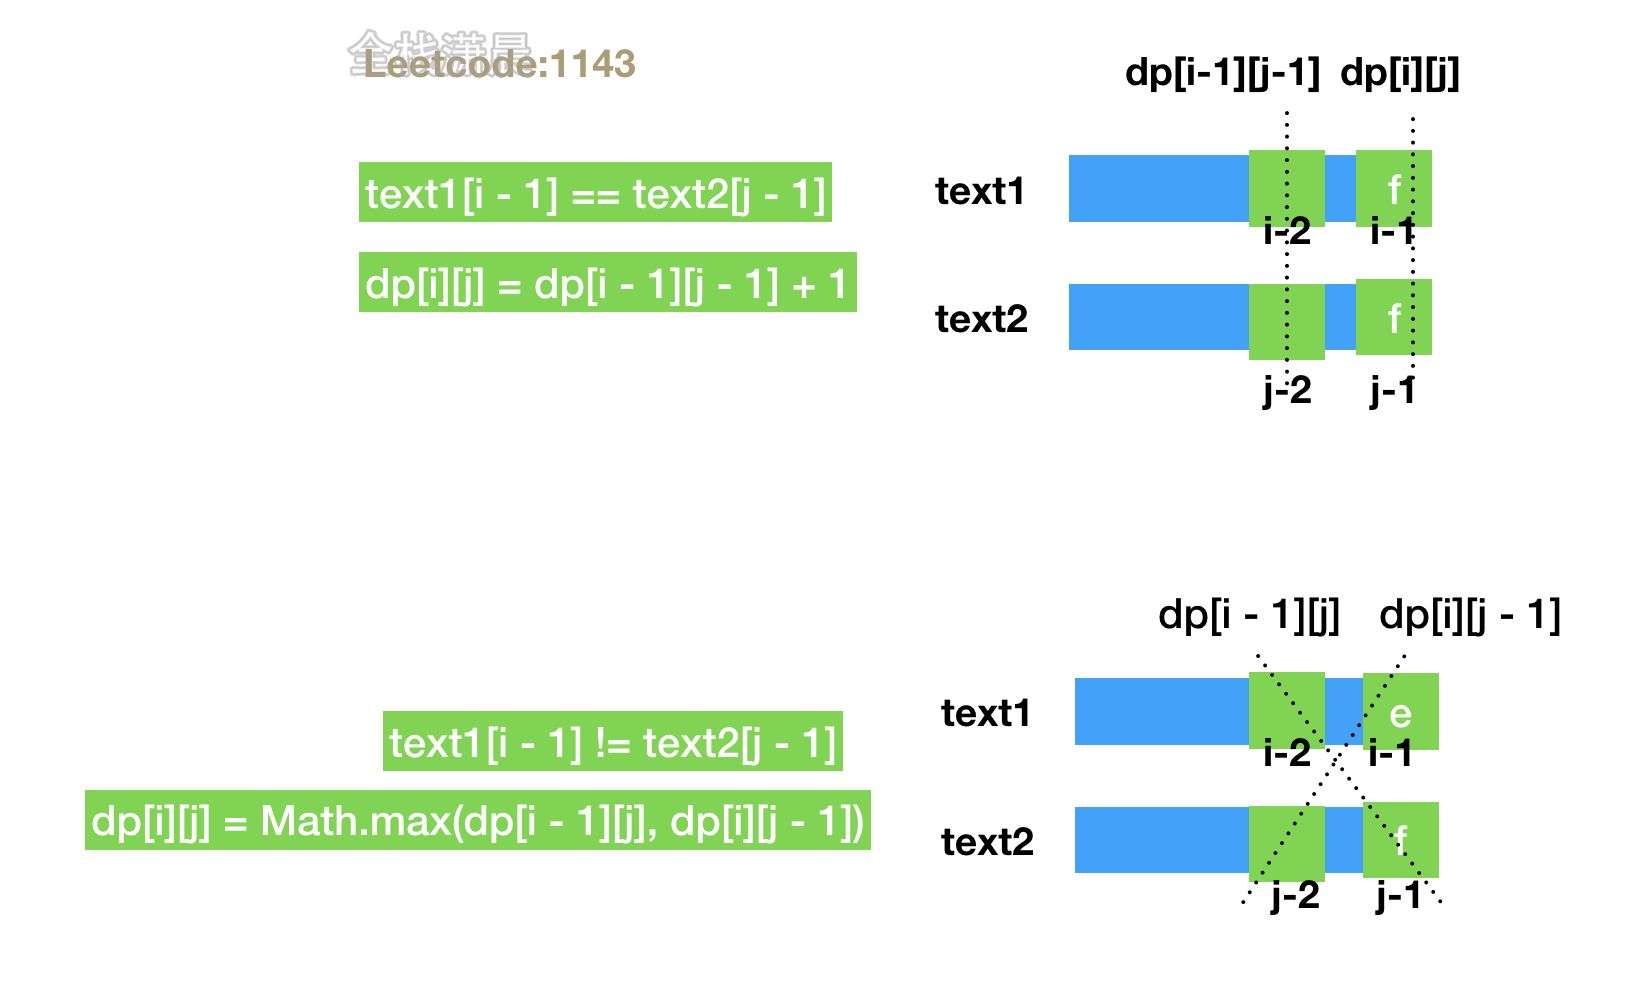 全栈潇晨
Leetcode:1143
dp[i-1][j-1] dp[i][j]
text1[i - 1] == text2[j - 1]
text1
f
i-2
i-1
dp[i][j] = dp[i - 1][j - 1] + 1
text2
f
j-2
j-1
dp[i - 1][j] dp[i][j - 1]
text1[i - 1] != text2[j - 1]
text1
e
i-2
i-1
dp[i][j] = Math.max(dp[i - 1][j], dp[i][j - 1])
text2
f
j-2
j-1